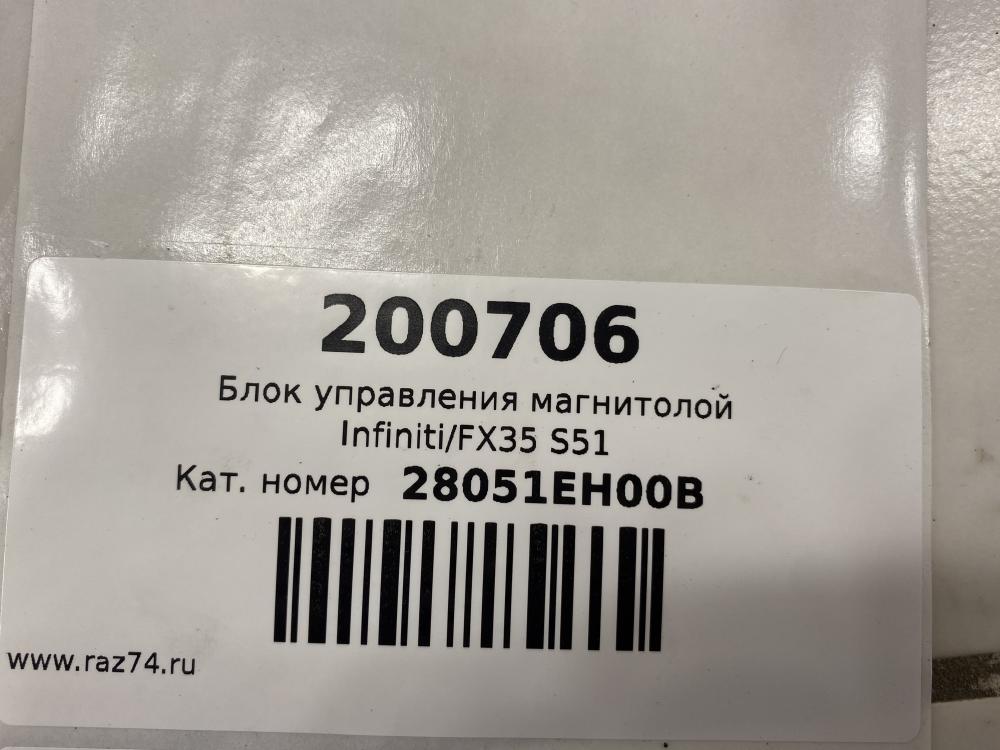 200706
Блок управления магнитолой
Infiniti/FX35 S51
Кат. номер 28051EH00B
www.raz74.ru